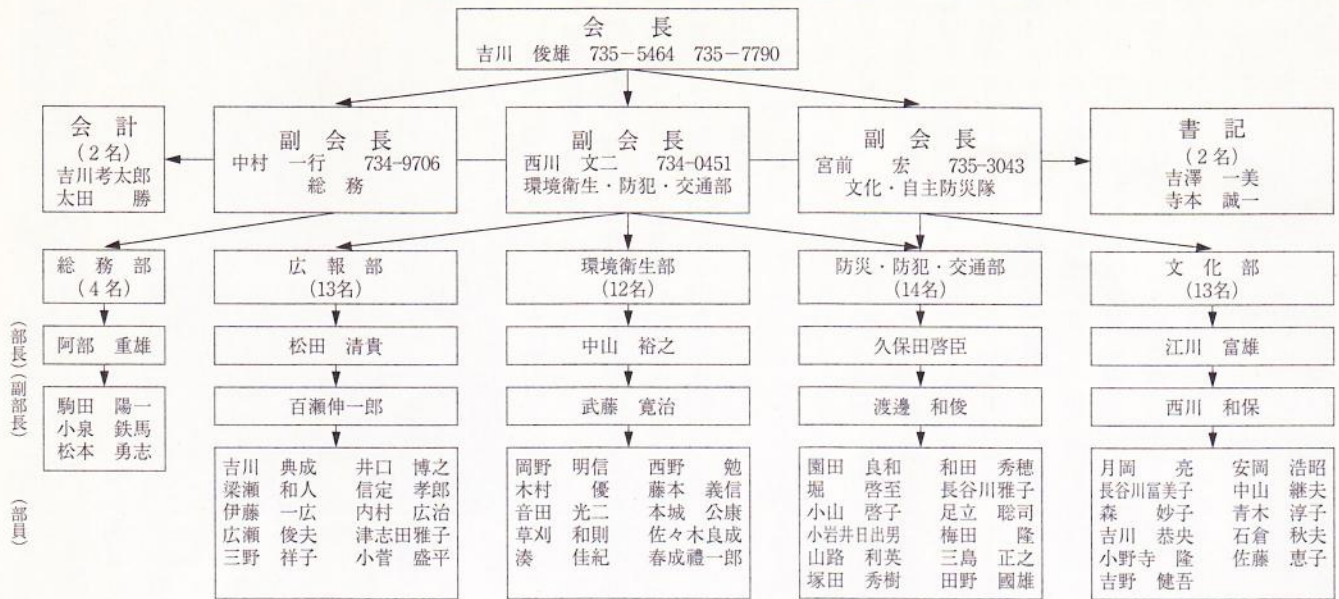 会　長
吉川　俊雄　735－5464　735－7790
会　計
(2名)
吉川孝太郎
太田　　勝
副　会　長
中村　一行　734-9706
総　務
副　会　長
西川　文二　734-0451
環境衛生・防犯・交通部
副　会　長
宮前　　宏　735-3043
文化・自主防災隊
書　記
(2名)
吉澤　一美
寺本　誠一
総　務　部
(4名)
広　報　部
(13名)
環境衛生部
(12名)
防災・防犯・交通部
(14名)
文　化　部
(13名)
(部長)
阿部　重雄
松田　清貴
中山　裕之
久保田啓臣
江川　富雄
(副部長)
駒田　陽一
小泉　鉄馬
松本　勇志
百瀬伸一郎
武藤　寛治
渡邊　和俊
西川　和保
(部員)
吉川　典成　井口　博之
梁瀬　和人　信定　孝郎
伊藤　一広　内村　広治
広瀬　俊夫　津志田雅子
三野　祥子　小菅　盛平
岡野　明信　西野　　勉
木村　　優　藤本　義信
音田　光二　本城　公康
草刈　和則　佐々木良成
湊　　佳紀　春成禮一郎
園田　良和　和田　秀穂
堀　　啓至　長谷川雅子
小山　啓子　足立　聡司
小岩井日出男　梅田　　隆
山路　利英　三島　正之
塚田　秀樹　田野　國雄
月岡　　亮　安岡　浩昭
長谷川富美子　中山　継夫
森　　妙子　青木　淳子
吉川　恭央　石倉　秋夫
小野寺　隆　佐藤　恵子
吉野　健吾